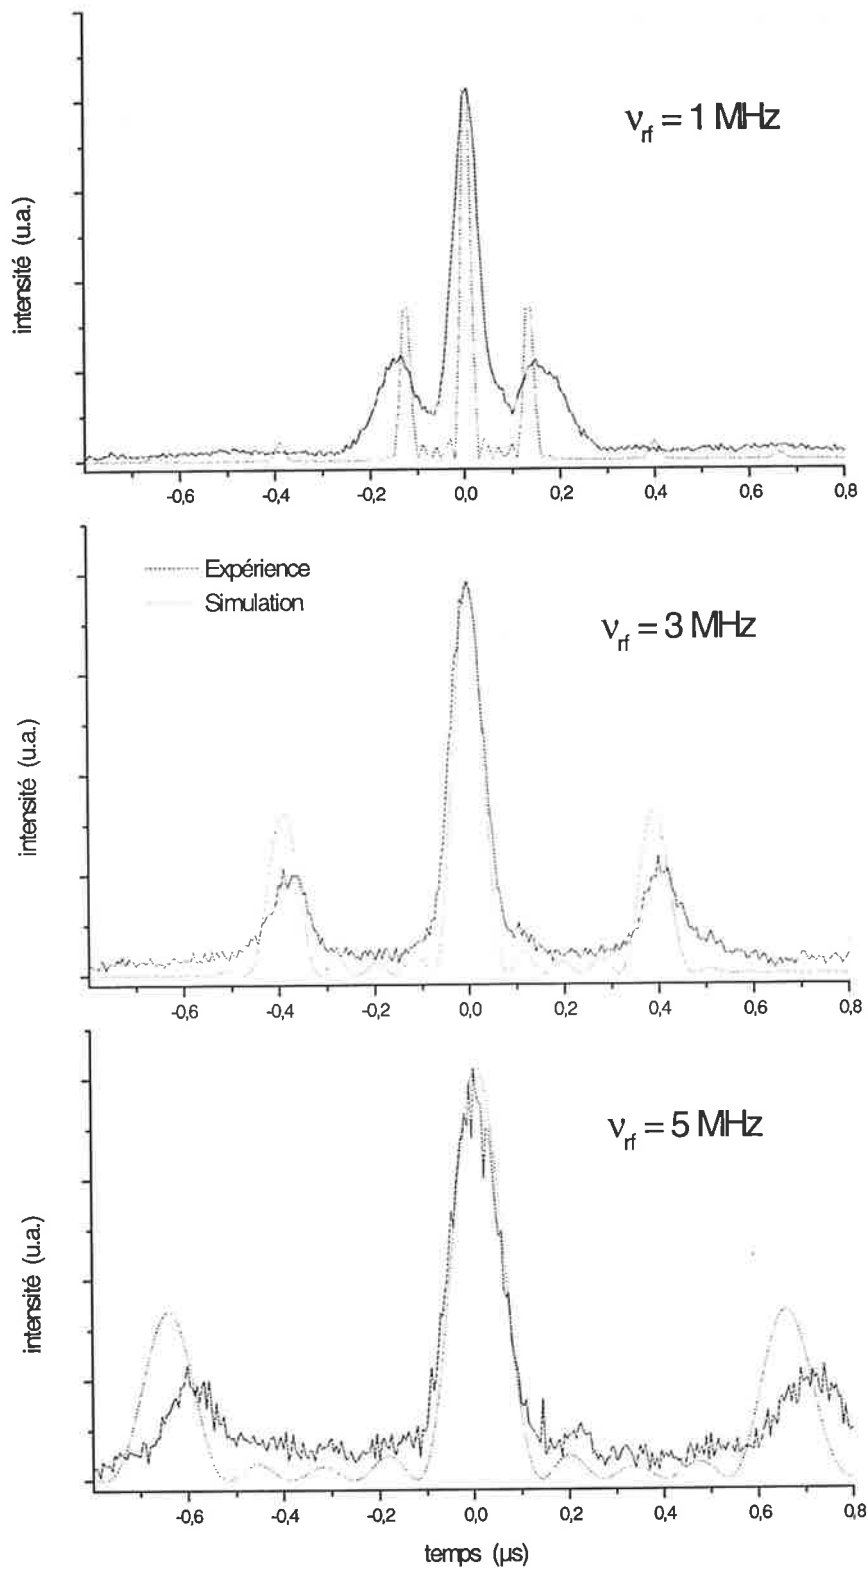 ν_rf = 1 MHz
intensité (u.a.)
-0,6 -0,4 -0,2 0,0 0,2 0,4 0,6 0,8
Expérience
Simulation
ν_rf = 3 MHz
intensité (u.a.)
-0,6 -0,4 -0,2 0,0 0,2 0,4 0,6 0,8
ν_rf = 5 MHz
intensité (u.a.)
-0,6 -0,4 -0,2 0,0 0,2 0,4 0,6 0,8
temps (µs)